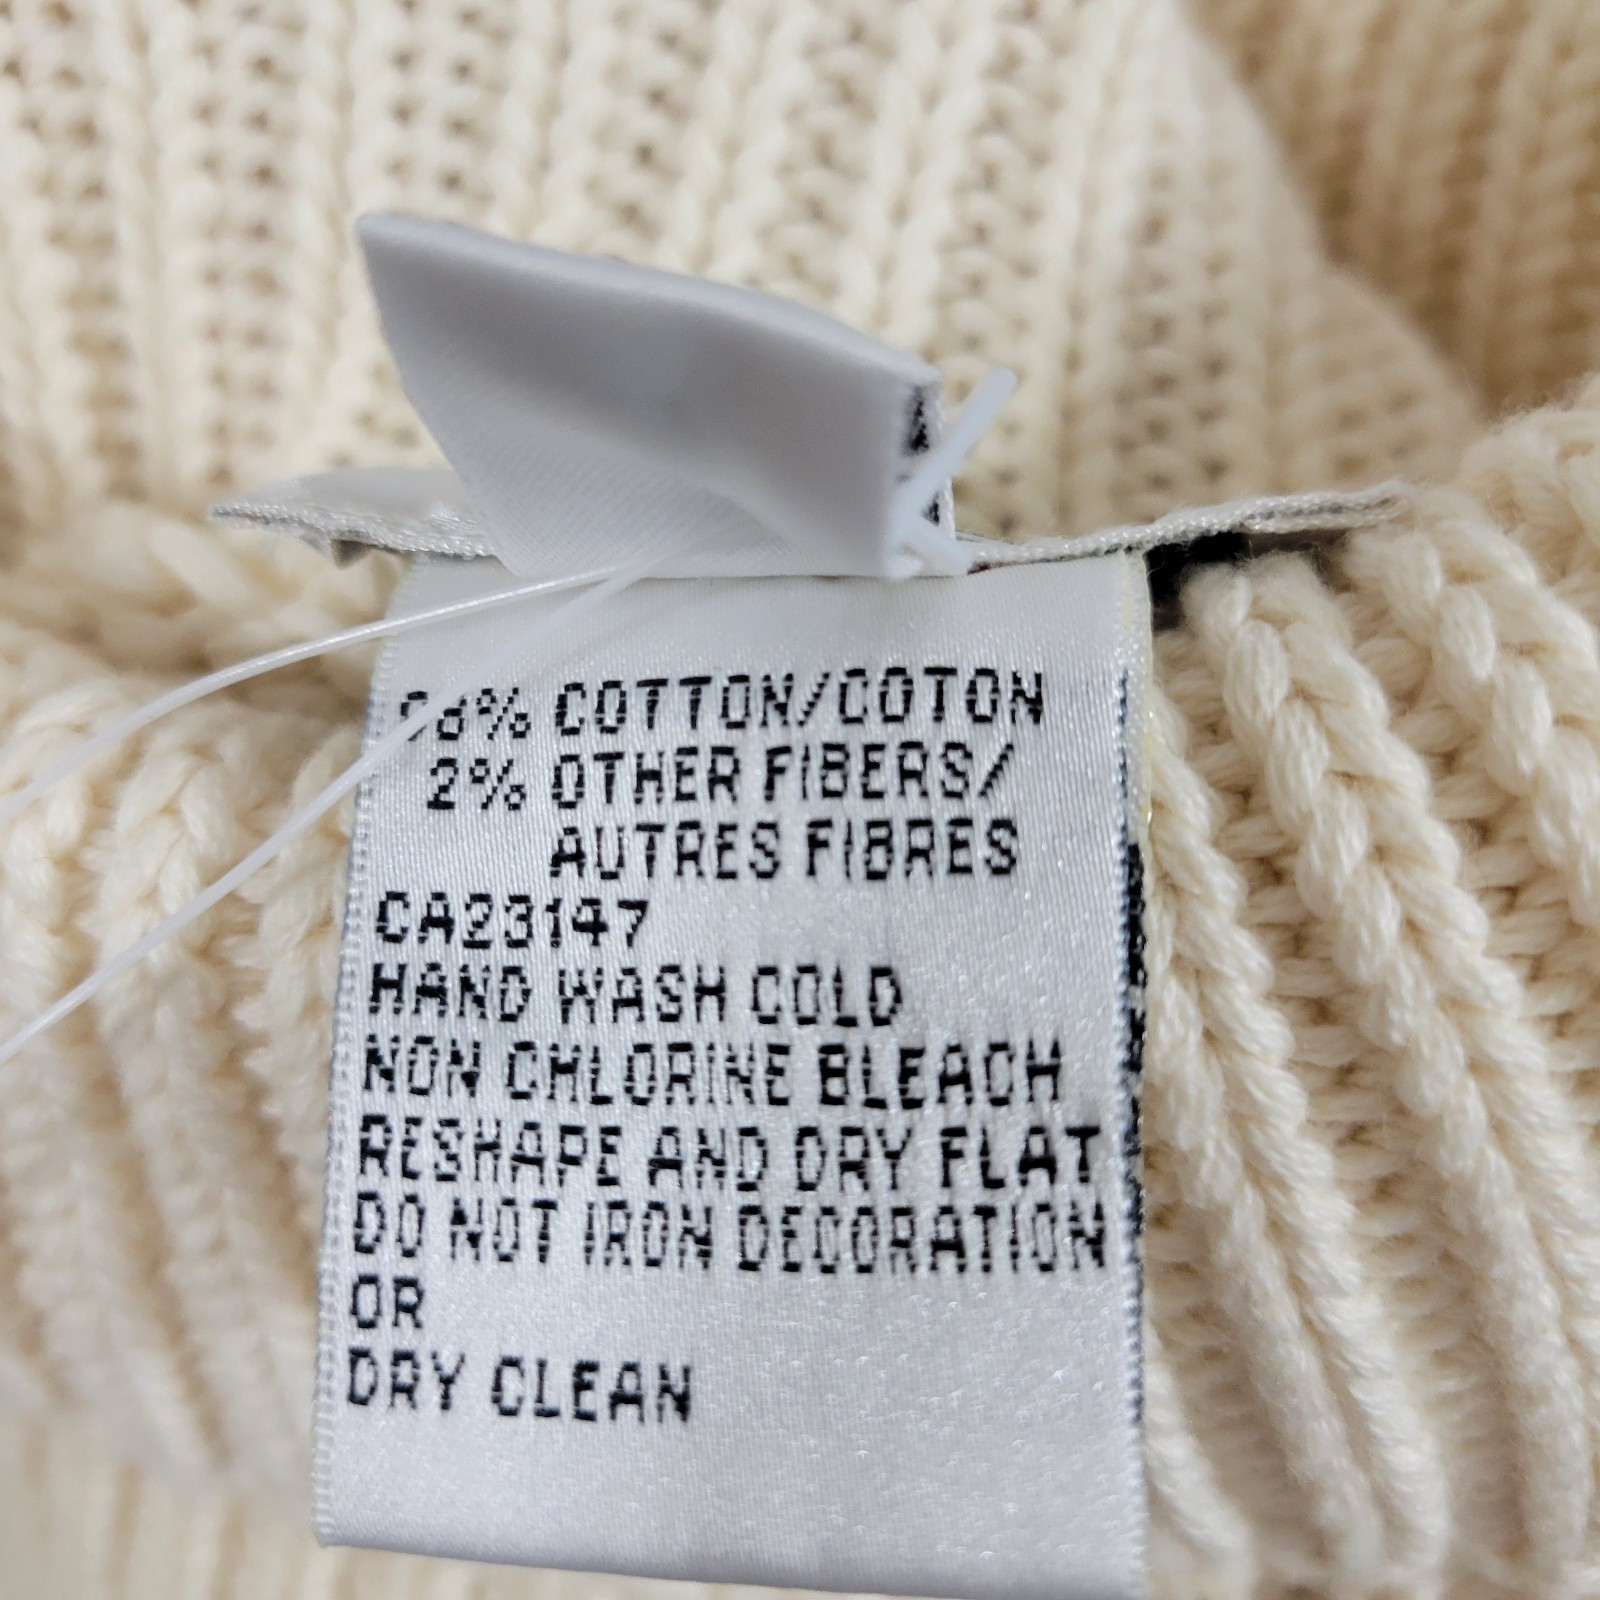 98% COTTON/COTON
2% OTHER FIBERS/
AUTRES FIBRES
CA23147
HAND WASH COLD
NON CHLORINE BLEACH
RESHAPE AND DRY FLAT
DO NOT IRON DECORATION
OR
DRY CLEAN